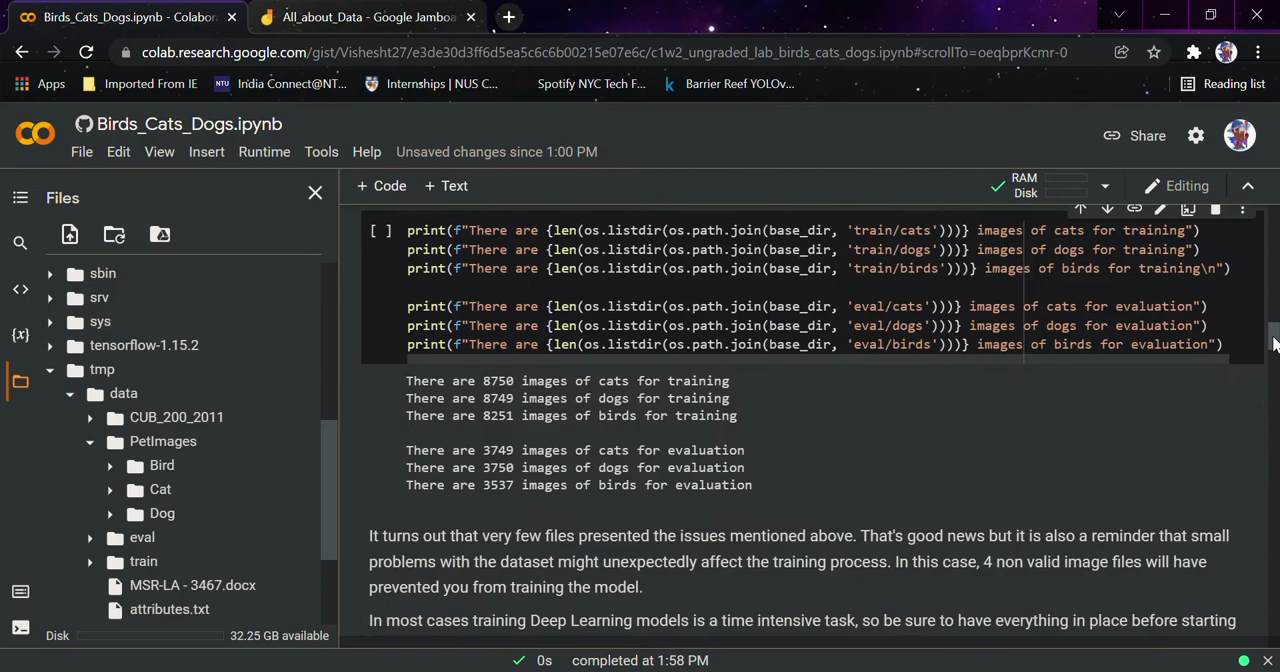 Birds_Cats_Dogs.ipynb - Colabora
All_about_Data - Google Jamboa
colab.research.google.com/gist/Vishesht27/e3de30d3ff6d5ea5c6c6b00215e07e6c/c1w2_ungraded_lab_birds_cats_dogs.ipynb#scrollTo=oeqbprKcmr-0
Apps Imported From IE NTU India Connect@NT... Internships | NUS C... Spotify NYC Tech F... k Barrier Reef YOLOv... Reading list
Birds_Cats_Dogs.ipynb
Share
File Edit View Insert Runtime Tools Help Unsaved changes since 1:00 PM
Files
+ Code + Text
RAM
Disk
Editing
sbin
srv
sys
tensorflow-1.15.2
tmp
data
CUB_200_2011
PetImages
Bird
Cat
Dog
eval
train
MSR-LA - 3467.docx
attributes.txt
Disk 32.25 GB available
[ ] print(f"There are {len(os.listdir(os.path.join(base_dir, 'train/cats')))} images of cats for training")
print(f"There are {len(os.listdir(os.path.join(base_dir, 'train/dogs')))} images of dogs for training")
print(f"There are {len(os.listdir(os.path.join(base_dir, 'train/birds')))} images of birds for training\n")
print(f"There are {len(os.listdir(os.path.join(base_dir, 'eval/cats')))} images of cats for evaluation")
print(f"There are {len(os.listdir(os.path.join(base_dir, 'eval/dogs')))} images of dogs for evaluation")
print(f"There are {len(os.listdir(os.path.join(base_dir, 'eval/birds')))} images of birds for evaluation")
There are 8750 images of cats for training
There are 8749 images of dogs for training
There are 8251 images of birds for training
There are 3749 images of cats for evaluation
There are 3750 images of dogs for evaluation
There are 3537 images of birds for evaluation
It turns out that very few files presented the issues mentioned above. That's good news but it is also a reminder that small
problems with the dataset might unexpectedly affect the training process. In this case, 4 non valid image files will have
prevented you from training the model.
In most cases training Deep Learning models is a time intensive task, so be sure to have everything in place before starting
0s completed at 1:58 PM